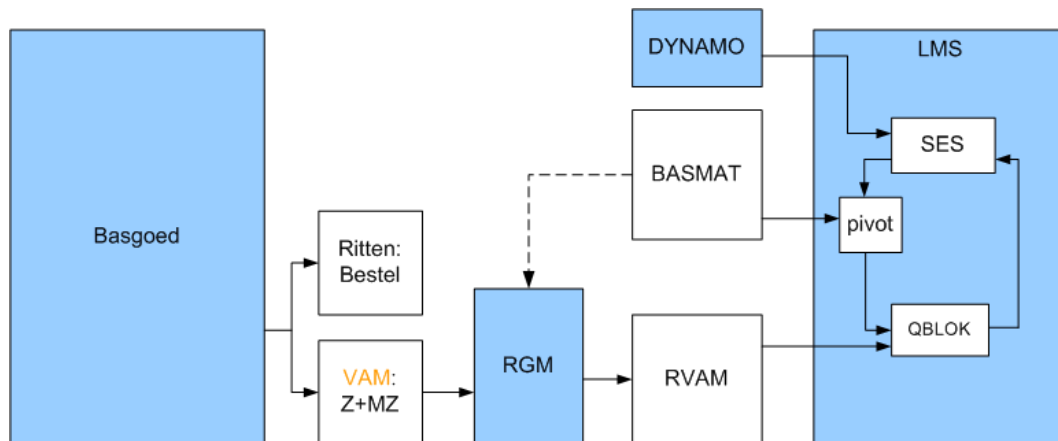 DYNAMO
LMS
SES
BASMAT
pivot
Basgoed
Ritten:
Bestel
QBLOK
VAM:
Z+MZ
RGM
RVAM